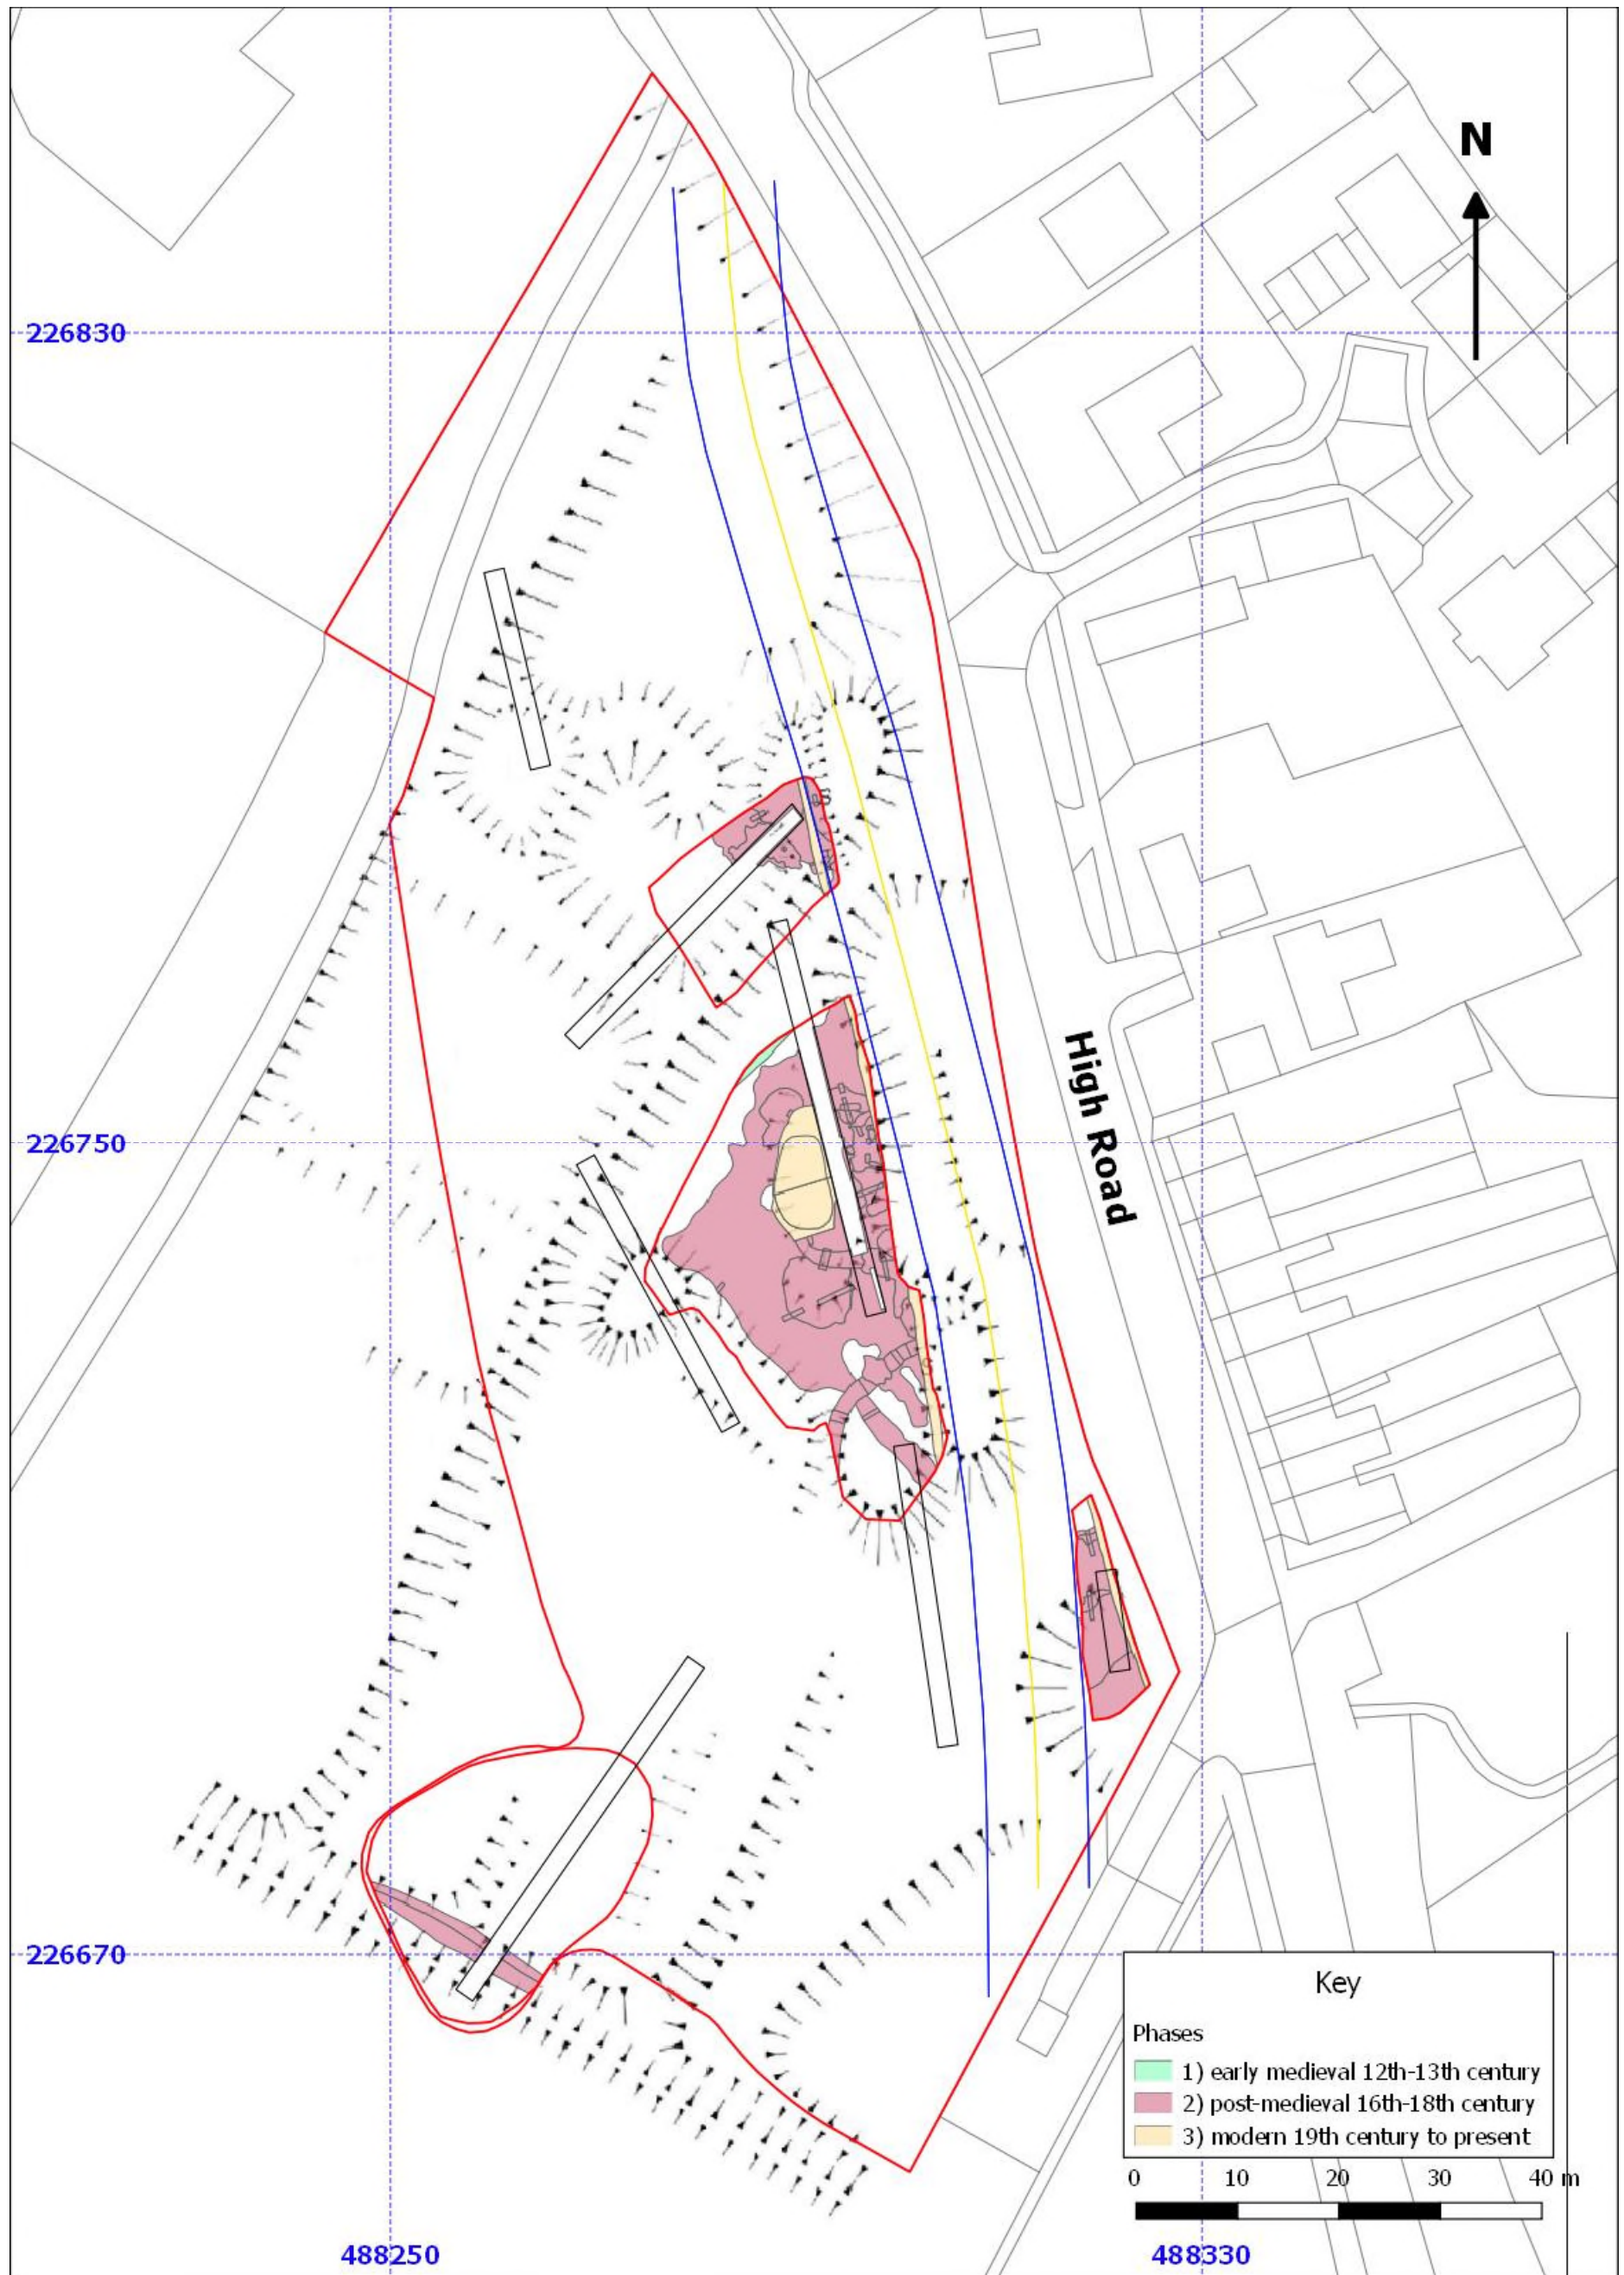 N
226830
High Road
226750
226670
Key
Phases
1) early medieval 12th-13th century
2) post-medieval 16th-18th century
3) modern 19th century to present
0 10 20 30 40 m
488250 488330